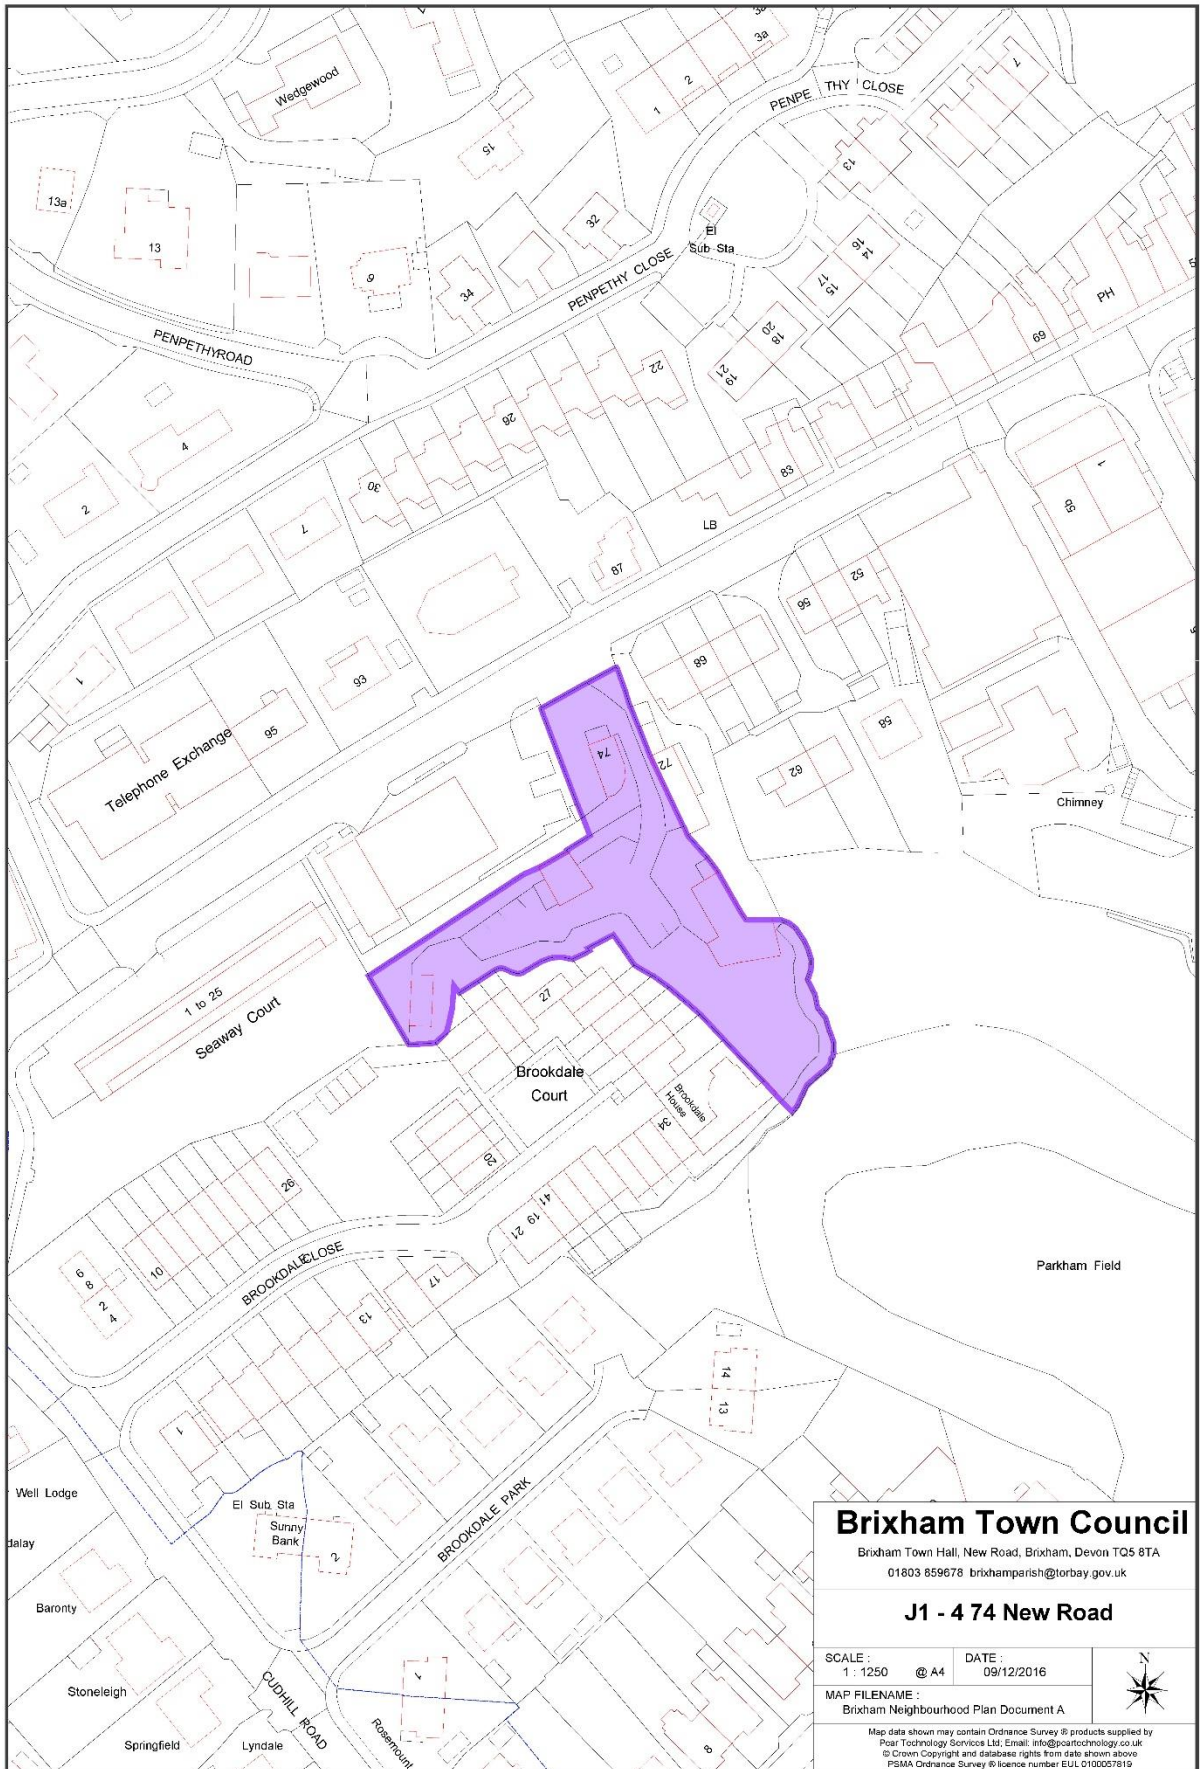 3a
Wedgewood
2
1
7
PENPE THY CLOSE
15
13
13a
32
13
El
Sub Sta
14
16
15
17
9
34
PENPETHY CLOSE
PH
69
18
20
PENPETHYROAD
19
21
22
4
26
83
30
2
7
LB
1
5b
87
52
56
93
1
68
95
58
74
72
62
Telephone Exchange
Chimney
1 to 25
Seaway Court
27
Brookdale
Court
Brookdale
House
34
20
26
41
19
21
6
8
2
4
10
BROOKDALECLOSE
17
Parkham Field
13
14
13
1
Well Lodge
El Sub Sta
Sunny
Bank
2
BROOKDALE PARK
dalay
Baronty
Stoneleigh
1
CUDHILL ROAD
Springfield
Lyndale
Rosemount
8
Brixham Town Council
Brixham Town Hall, New Road, Brixham, Devon TQ5 8TA
01803 859678 brixhamparish@torbay.gov.uk
J1 - 4 74 New Road
SCALE :
1 : 1250 @ A4
DATE :
09/12/2016
N
MAP FILENAME :
Brixham Neighbourhood Plan Document A
Map data shown may contain Ordnance Survey ® products supplied by
Pear Technology Services Ltd; Email: info@peartechnology.co.uk
© Crown Copyright and database rights from date shown above
PSMA Ordnance Survey ® licence number EUL 0100057819